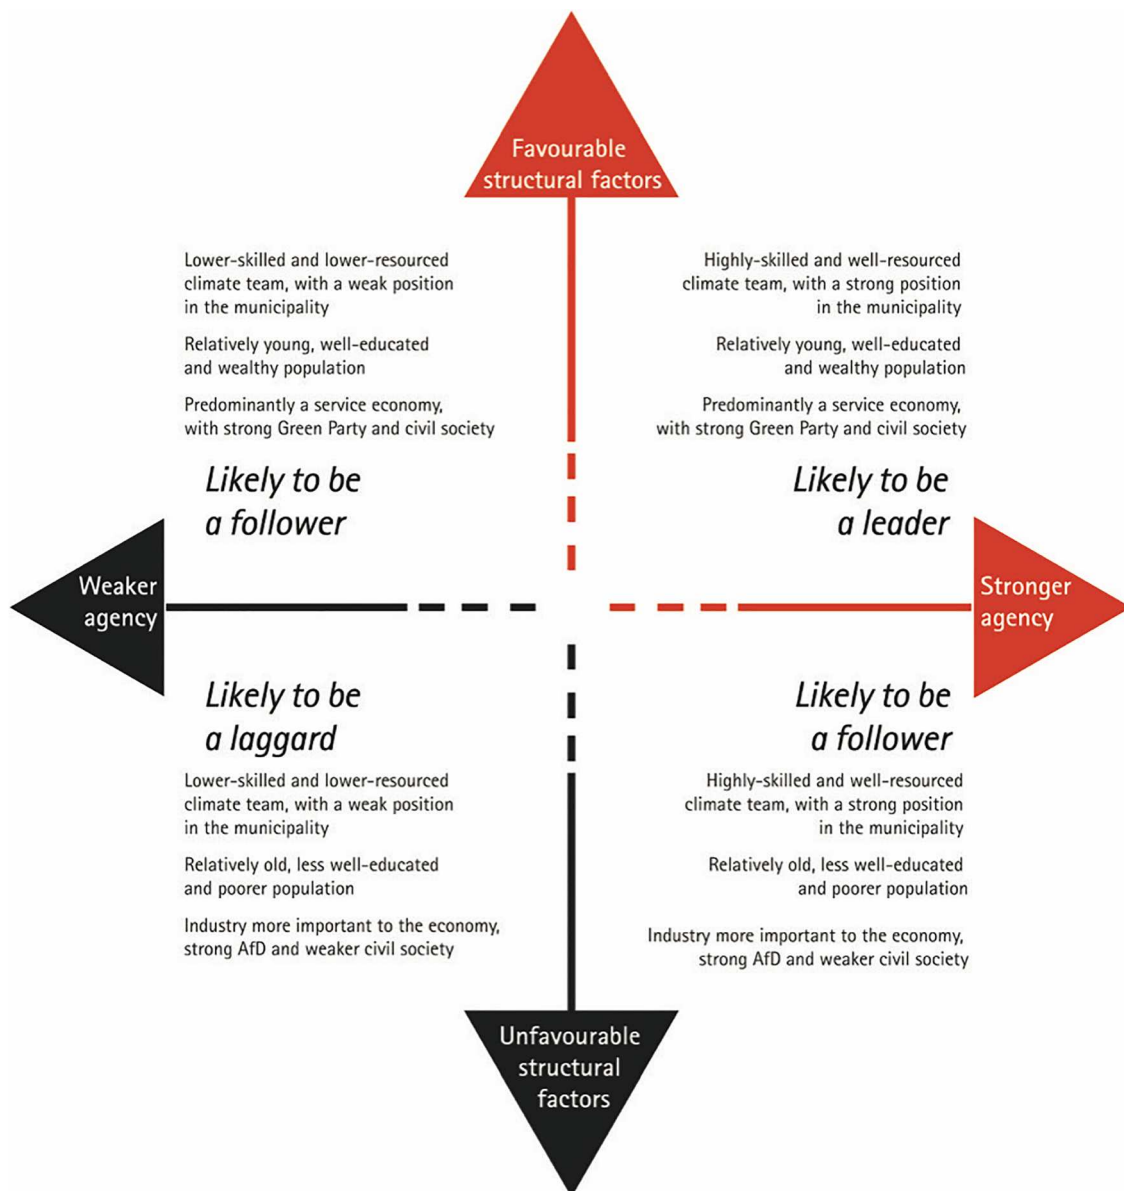 Favourable
structural factors
Lower-skilled and lower-resourced
climate team, with a weak position
in the municipality
Relatively young, well-educated
and wealthy population
Predominantly a service economy,
with strong Green Party and civil society
Likely to be
a follower
Highly-skilled and well-resourced
climate team, with a strong position
in the municipality
Relatively young, well-educated
and wealthy population
Predominantly a service economy,
with strong Green Party and civil society
Likely to be
a leader
Weaker
agency
Stronger
agency
Likely to be
a laggard
Lower-skilled and lower-resourced
climate team, with a weak position
in the municipality
Relatively old, less well-educated
and poorer population
Industry more important to the economy,
strong AfD and weaker civil society
Likely to be
a follower
Highly-skilled and well-resourced
climate team, with a strong position
in the municipality
Relatively old, less well-educated
and poorer population
Industry more important to the economy,
strong AfD and weaker civil society
Unfavourable
structural
factors